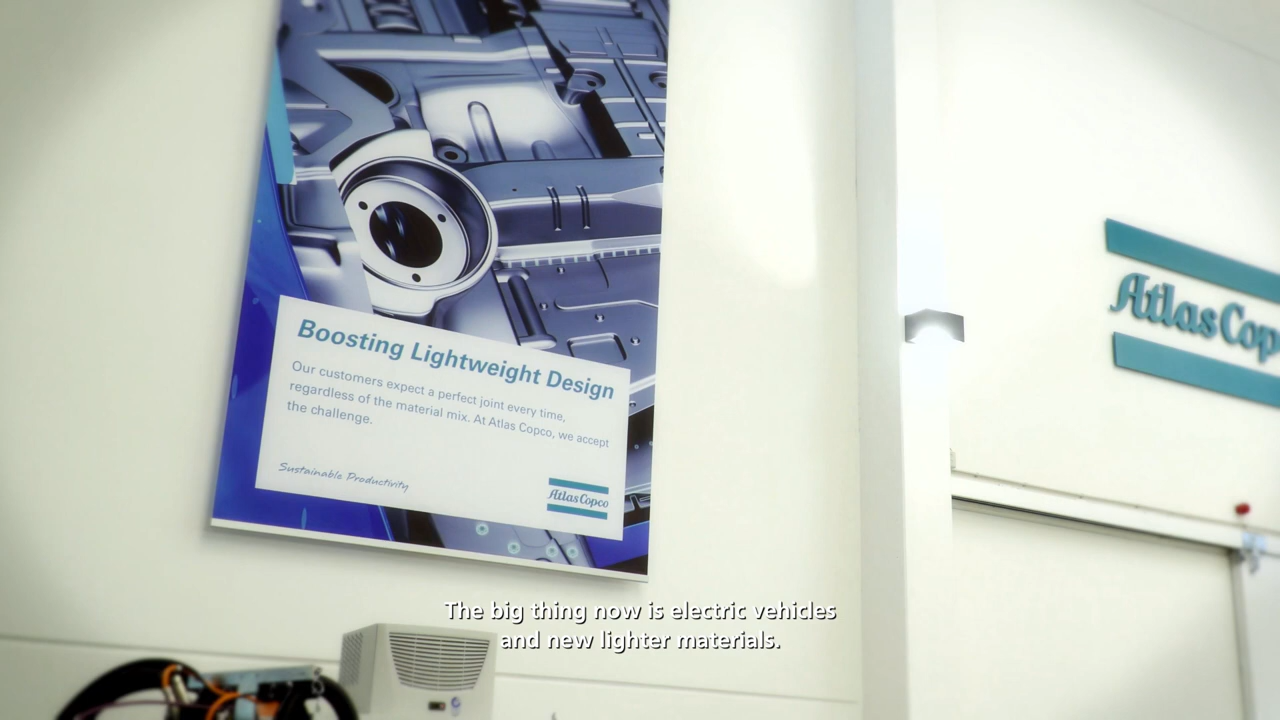 Boosting Lightweight Design
Our customers expect a perfect joint every time,
regardless of the material mix. At Atlas Copco, we accept
the challenge.
Sustainable Productivity
Atlas Copco
Atlas Cop
The big thing now is electric vehicles
and new lighter materials.